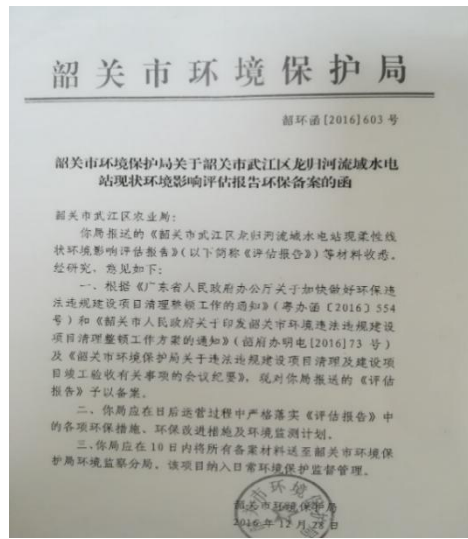 韶关市环境保护局
韶环函[2016]603号
韶关市环境保护局关于韶关市武江区龙归河流域水电
站现状环境影响评估报告环保备案的函
韶关市武江区农业局:
你局报送的《韶关市武江区龙归河流域水电站现柔性线
状环境影响评估报告》(以下简称《评估报告》)等材料收悉。
经研究,意见如下:
一、根据《广东省人民政府办公厅关于加快做好环保违
法违规建设项目清理整顿工作的通知》(粤办函〔2016〕554
号)和《韶关市人民政府关于印发韶关市环境违法违规建设
项目清理整顿工作方案的通知》(韶府办明电[2016]73号)
及《韶关市环境保护局关于违法违规建设项目清理及建设项
目竣工验收有关事项的会议纪要》,现对你局报送的《评估
报告》予以备案。
二、你局应在日后运营过程中严格落实《评估报告》中
的各项环保措施、环保改进措施及环境监测计划。
三、你局应在10日内将所有备案材料送至韶关市环境保
护局环境监察分局。该项目纳入日常环境保护监督管理。
韶关市环境保护局
2016年12月28日